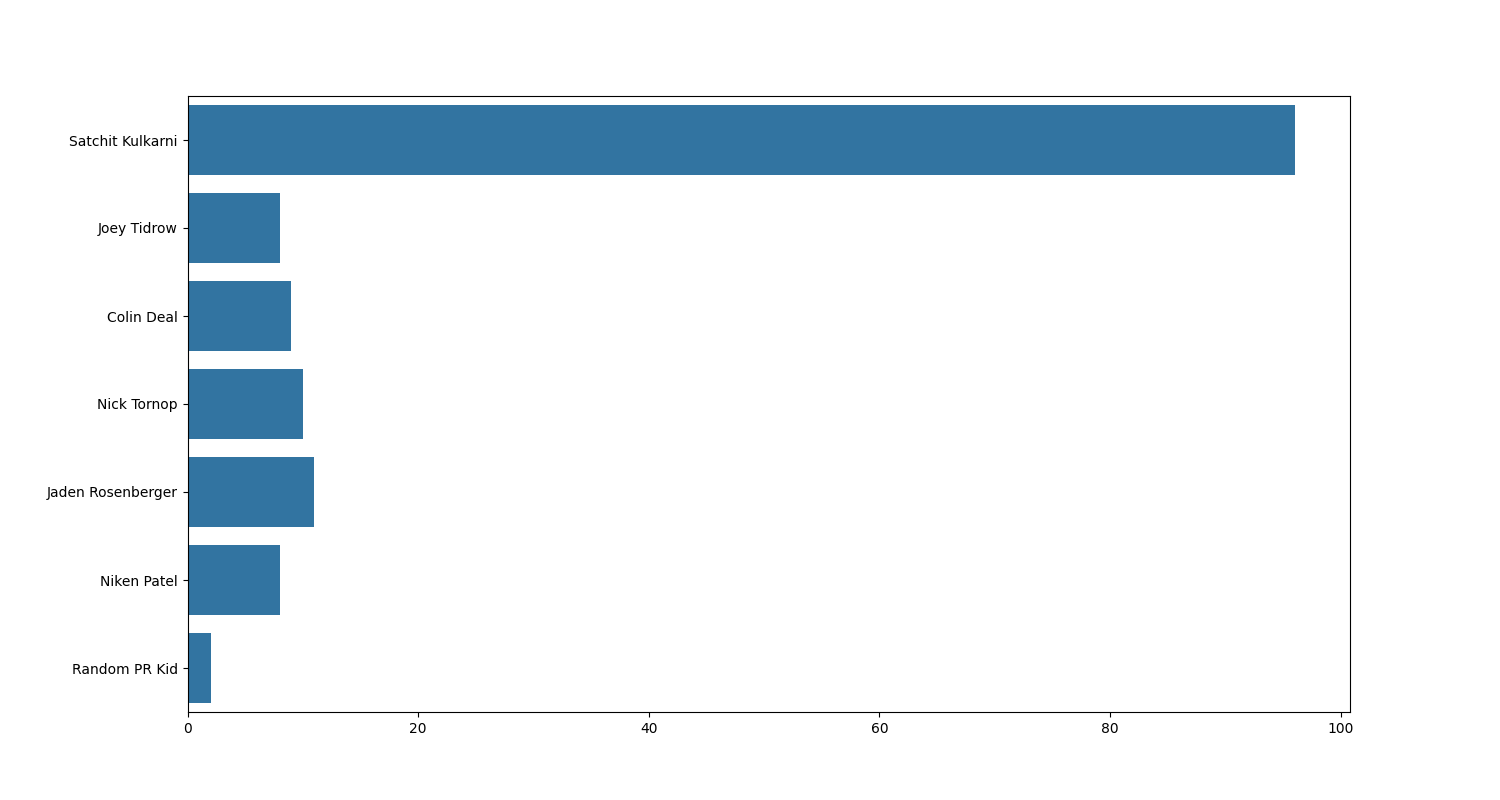 Satchit Kulkarni
Joey Tidrow
Colin Deal
Nick Tornop
Jaden Rosenberger
Niken Patel
Random PR Kid
0 20 40 60 80 100